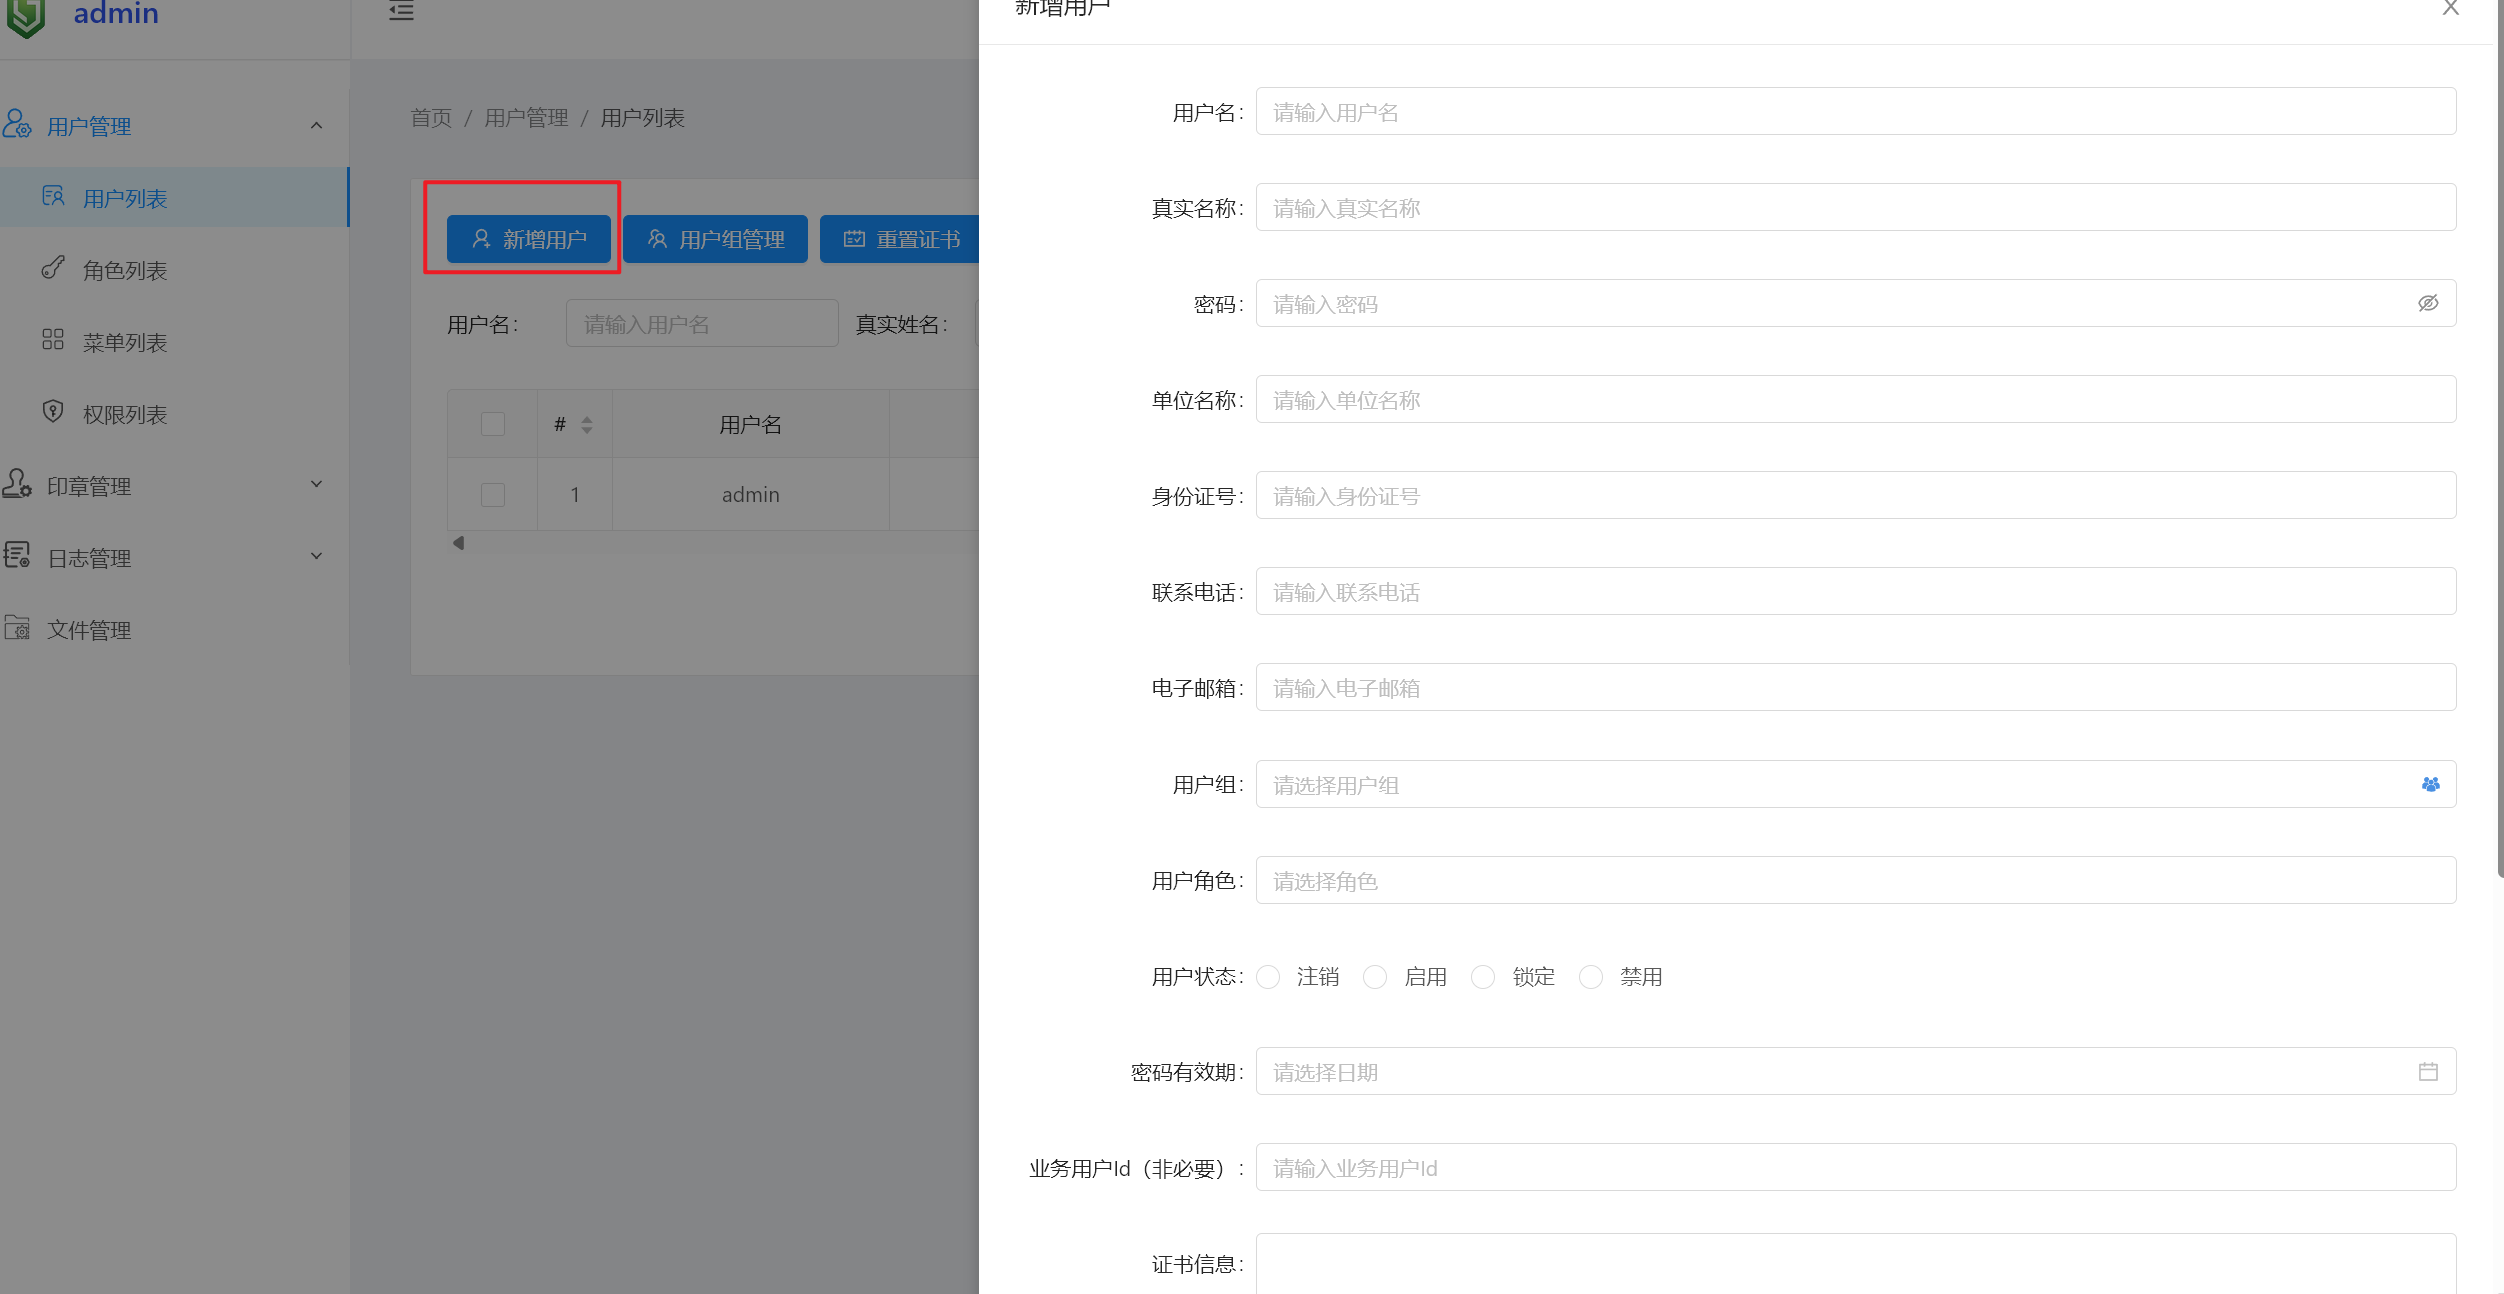 admin
用户管理
用户列表
角色列表
菜单列表
权限列表
印章管理
日志管理
文件管理
首页 / 用户管理 / 用户列表
新增用户 用户组管理 重置证书
用户名: 请输入用户名 真实姓名:
# 用户名
1 admin
新增用户
用户名: 请输入用户名
真实名称: 请输入真实名称
密码: 请输入密码
单位名称: 请输入单位名称
身份证号: 请输入身份证号
联系电话: 请输入联系电话
电子邮箱: 请输入电子邮箱
用户组: 请选择用户组
用户角色: 请选择角色
用户状态: 注销 启用 锁定 禁用
密码有效期: 请选择日期
业务用户Id（非必要）: 请输入业务用户Id
证书信息: